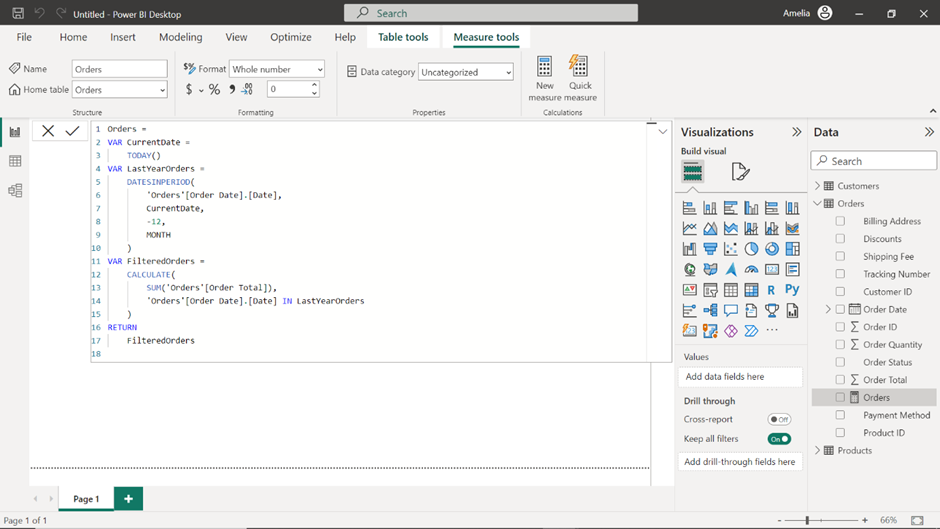 Untitled - Power BI Desktop
Search
Amelia
File Home Insert Modeling View Optimize Help Table tools Measure tools
Name Orders
Home table Orders
Structure
$% Format Whole number
$ % 9 .00 0
Formatting
Data category Uncategorized
Properties
New measure
Quick measure
Calculations
1 Orders =
2 VAR CurrentDate =
3 TODAY()
4 VAR LastYearOrders =
5 DATESINPERIOD(
6 'Orders'[Order Date].[Date],
7 CurrentDate,
8 -12,
9 MONTH
10 )
11 VAR FilteredOrders =
12 CALCULATE(
13 SUM('Orders'[Order Total]),
14 'Orders'[Order Date].[Date] IN LastYearOrders
15 )
16 RETURN
17 FilteredOrders
18
Visualizations
Build visual
R Py
...
Values
Add data fields here
Drill through
Cross-report Off
Keep all filters On
Add drill-through fields here
Data
Search
Customers
Orders
Billing Address
Discounts
Shipping Fee
Tracking Number
Customer ID
Order Date
Order ID
Order Quantity
Order Status
Order Total
Orders
Payment Method
Product ID
Products
Page 1
Page 1 of 1
- + 66%